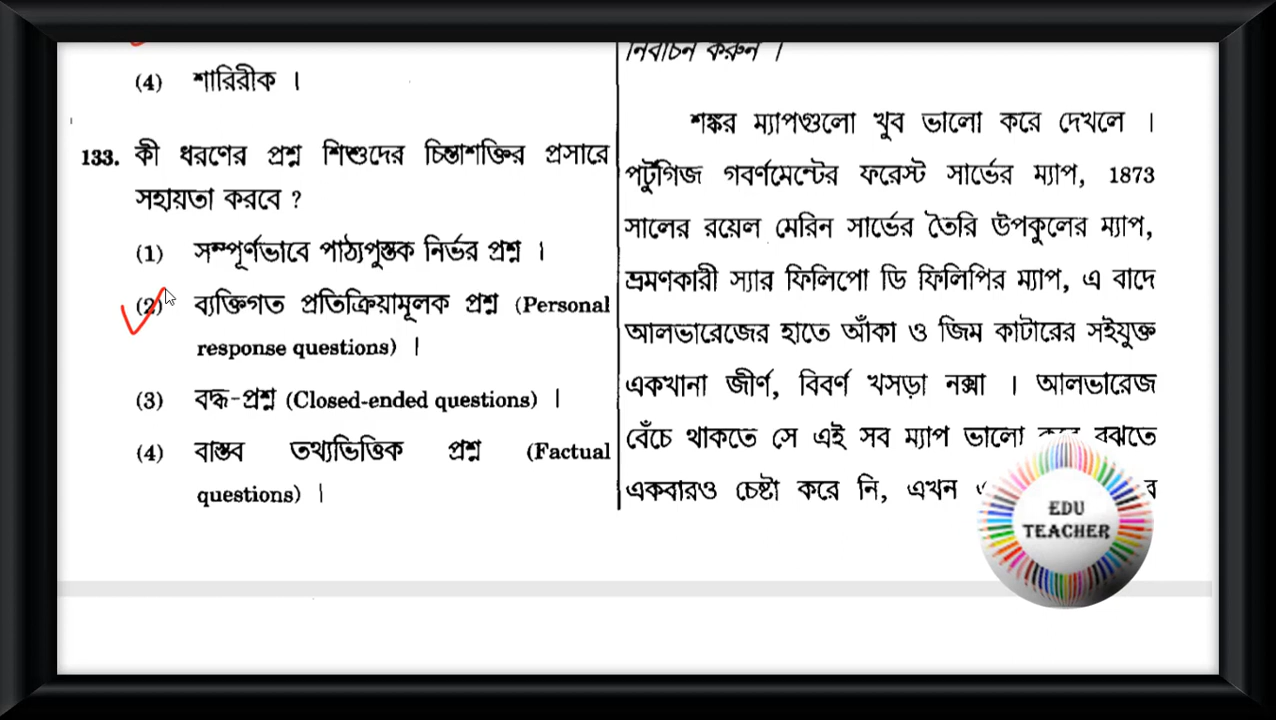 (4) শারিরীক ।
133. কী ধরণের প্রশ্ন শিশুদের চিন্তাশক্তির প্রসারে
সহায়তা করবে ?
(1) সম্পূর্ণভাবে পাঠ্যপুস্তক নির্ভর প্রশ্ন ।
(2) ব্যক্তিগত প্রতিক্রিয়ামূলক প্রশ্ন (Personal
response questions) ।
(3) বদ্ধ-প্রশ্ন (Closed-ended questions) ।
(4) বাস্তব তথ্যভিত্তিক প্রশ্ন (Factual
questions) ।
নির্বাচন করুন ।
শঙ্কর ম্যাপগুলো খুব ভালো করে দেখলে ।
পর্টুগিজ গবর্ণমেন্টের ফরেস্ট সার্ভের ম্যাপ, 1873
সালের রয়েল মেরিন সার্ভের তৈরি উপকুলের ম্যাপ,
ভ্রমণকারী স্যার ফিলিপো ডি ফিলিপির ম্যাপ, এ বাদে
আলভারেজের হাতে আঁকা ও জিম কাটারের সইযুক্ত
একখানা জীর্ণ, বিবর্ণ খসড়া নক্সা । আলভারেজ
বেঁচে থাকতে সে এই সব ম্যাপ ভালো করে বুঝতে
একবারও চেষ্টা করে নি, এখন
EDU
TEACHER